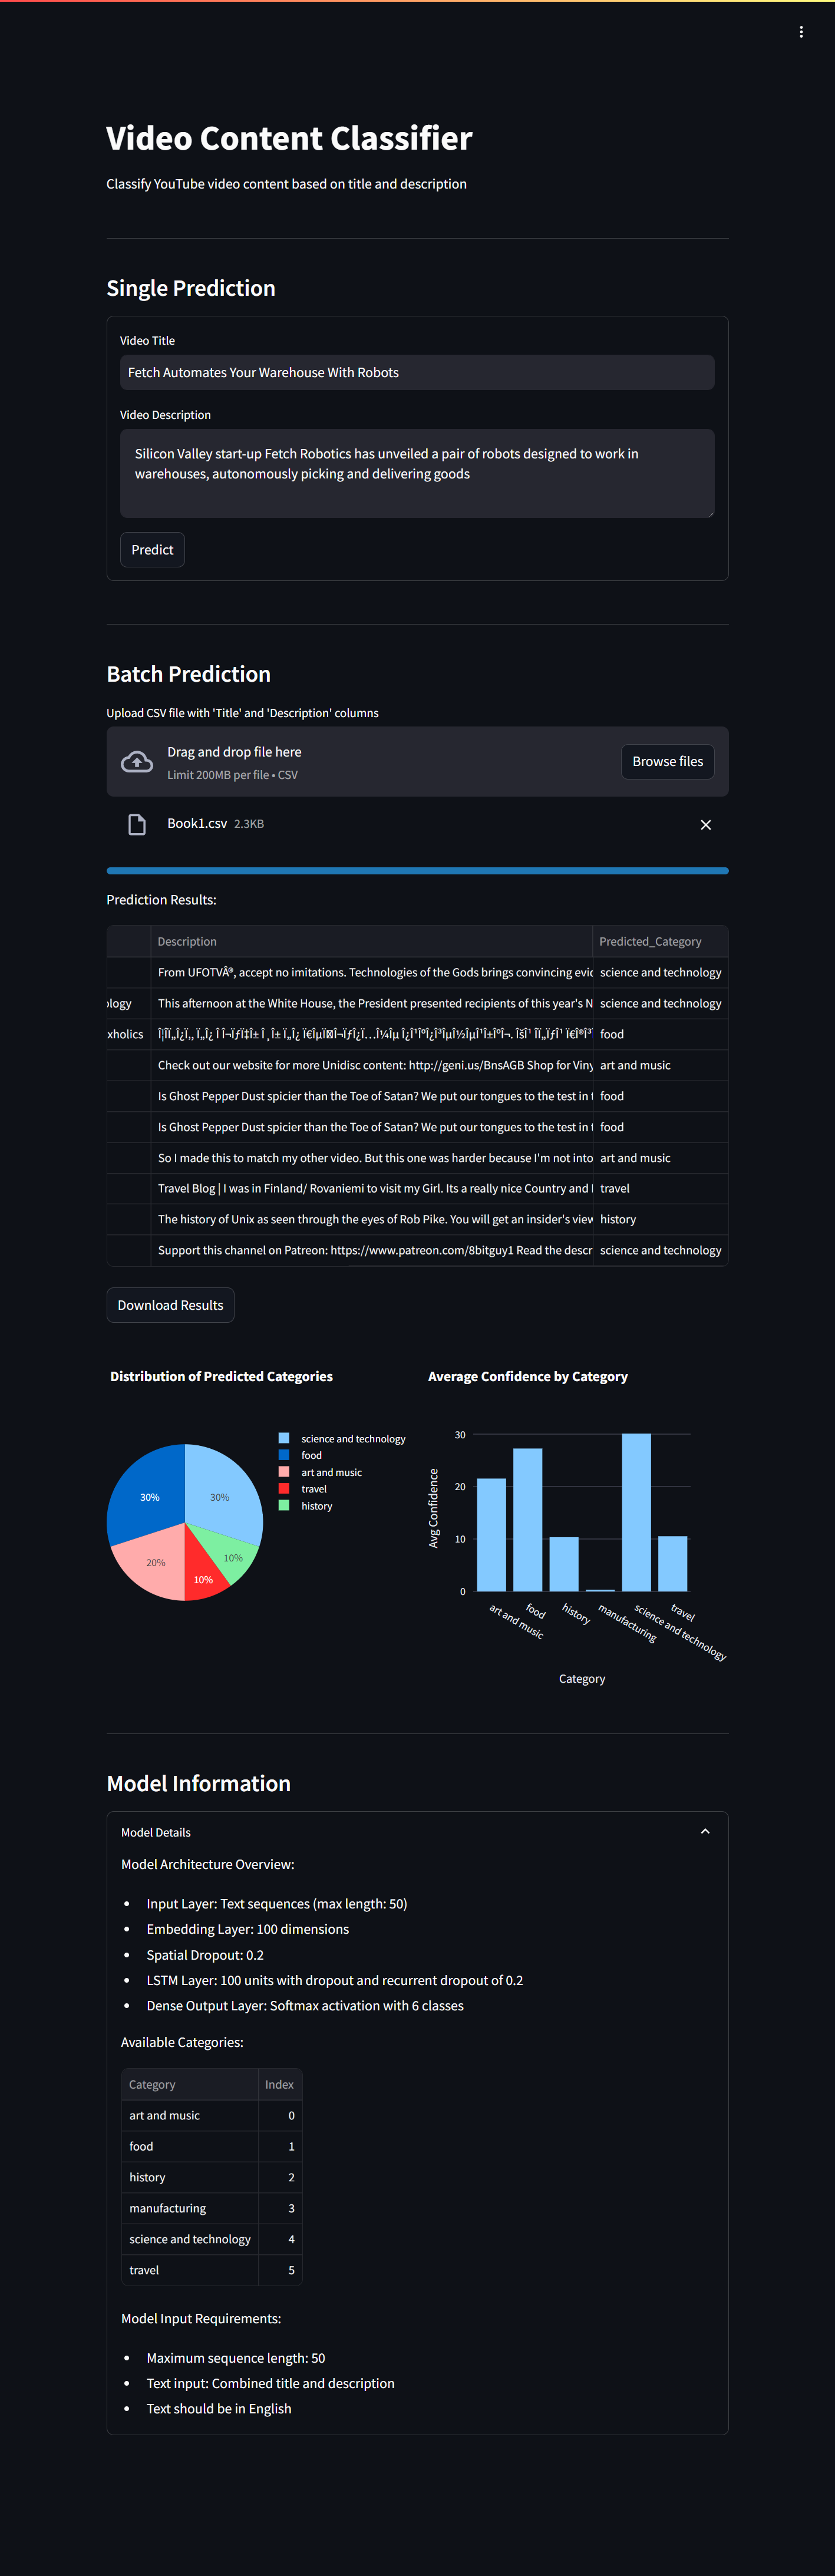 Video Content Classifier
Classify YouTube video content based on title and description
Single Prediction
Video Title
Fetch Automates Your Warehouse With Robots
Video Description
Silicon Valley start-up Fetch Robotics has unveiled a pair of robots designed to work in
warehouses, autonomously picking and delivering goods
Predict
Batch Prediction
Upload CSV file with 'Title' and 'Description' columns
Drag and drop file here
Limit 200MB per file • CSV
Browse files
Book1.csv 2.3KB
Prediction Results:
Description Predicted_Category
From UFOTVÂ®, accept no imitations. Technologies of the Gods brings convincing evic science and technology
ology This afternoon at the White House, the President presented recipients of this year's N science and technology
xholics food
Check out our website for more Unidisc content: http://geni.us/BnsAGB Shop for Viny art and music
Is Ghost Pepper Dust spicier than the Toe of Satan? We put our tongues to the test in t food
Is Ghost Pepper Dust spicier than the Toe of Satan? We put our tongues to the test in t food
So I made this to match my other video. But this one was harder because I'm not into art and music
Travel Blog | I was in Finland/ Rovaniemi to visit my Girl. Its a really nice Country and travel
The history of Unix as seen through the eyes of Rob Pike. You will get an insider's view history
Support this channel on Patreon: https://www.patreon.com/8bitguy1 Read the descr science and technology
Download Results
Distribution of Predicted Categories
science and technology
food
art and music
travel
history
30%
30%
20%
10%
10%
Average Confidence by Category
30
20
10
0
Avg Confidence
art and music
food
history
manufacturing
science and technology
travel
Category
Model Information
Model Details
Model Architecture Overview:
• Input Layer: Text sequences (max length: 50)
• Embedding Layer: 100 dimensions
• Spatial Dropout: 0.2
• LSTM Layer: 100 units with dropout and recurrent dropout of 0.2
• Dense Output Layer: Softmax activation with 6 classes
Available Categories:
Category Index
art and music 0
food 1
history 2
manufacturing 3
science and technology 4
travel 5
Model Input Requirements:
• Maximum sequence length: 50
• Text input: Combined title and description
• Text should be in English